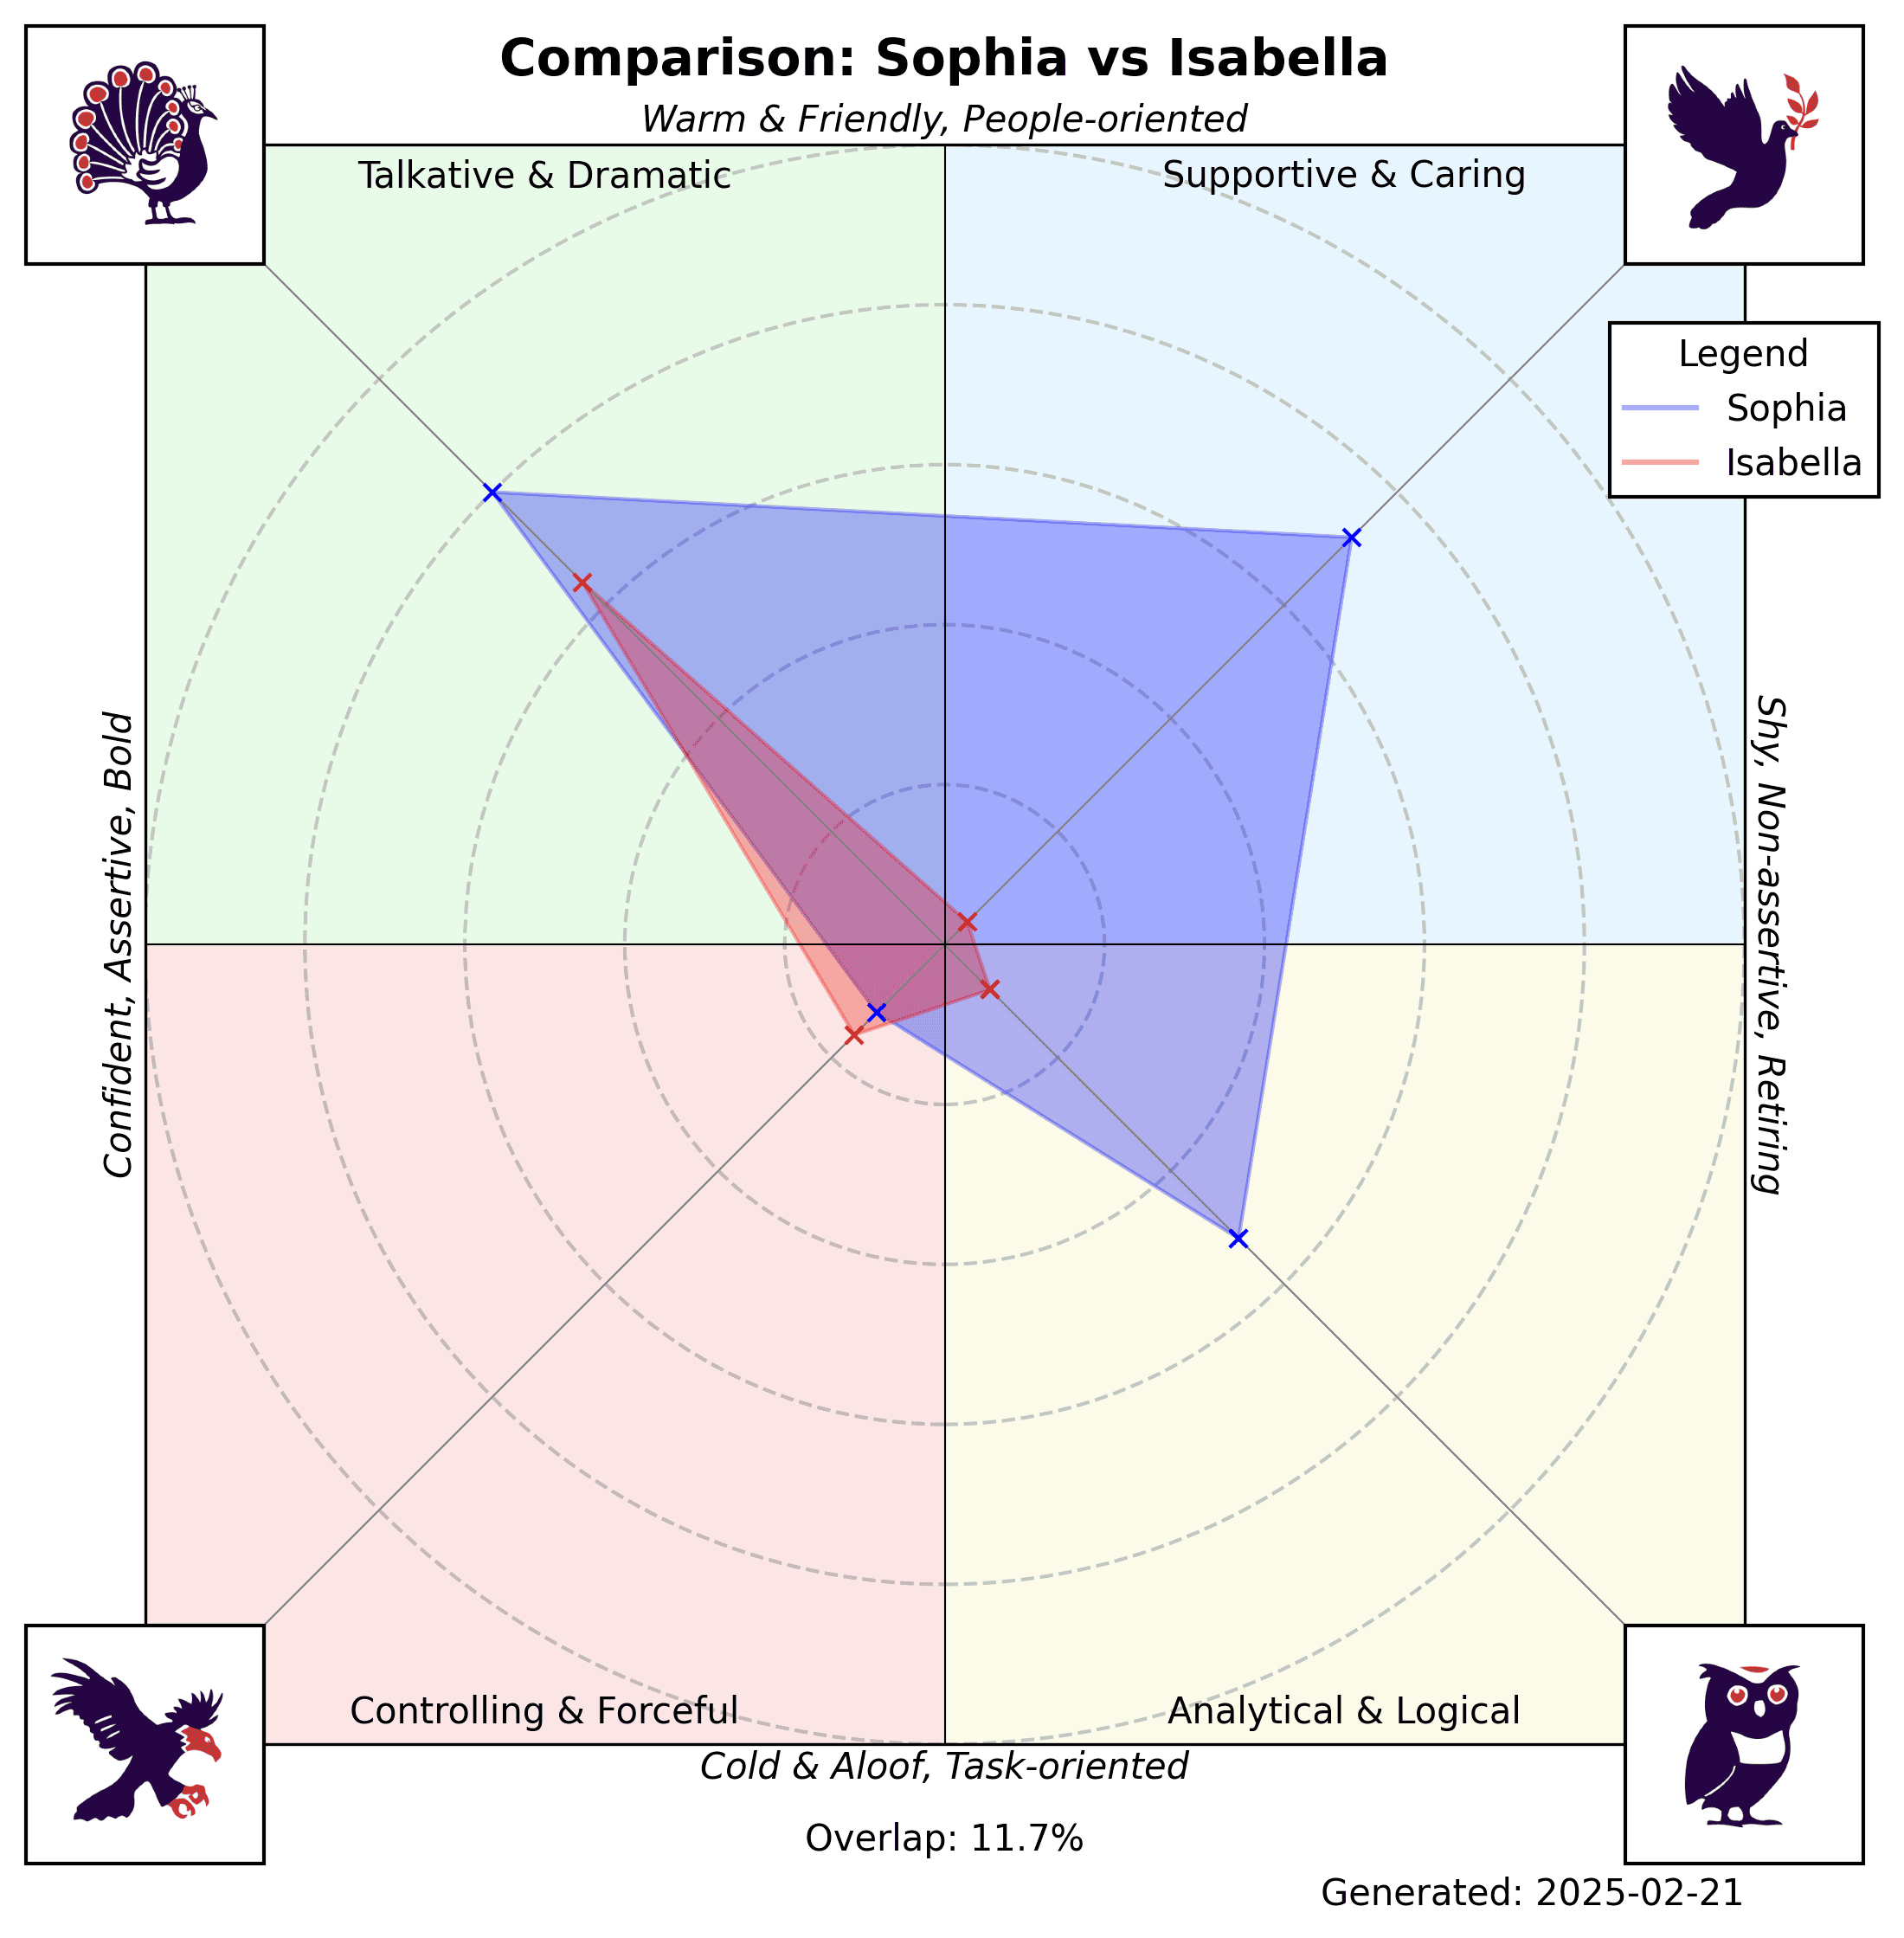 Comparison: Sophia vs Isabella
Warm & Friendly, People-oriented
Talkative & Dramatic
Supportive & Caring
Legend
Sophia
Isabella
Confident, Assertive, Bold
Shy, Non-assertive, Retiring
Controlling & Forceful
Analytical & Logical
Cold & Aloof, Task-oriented
Overlap: 11.7%
Generated: 2025-02-21